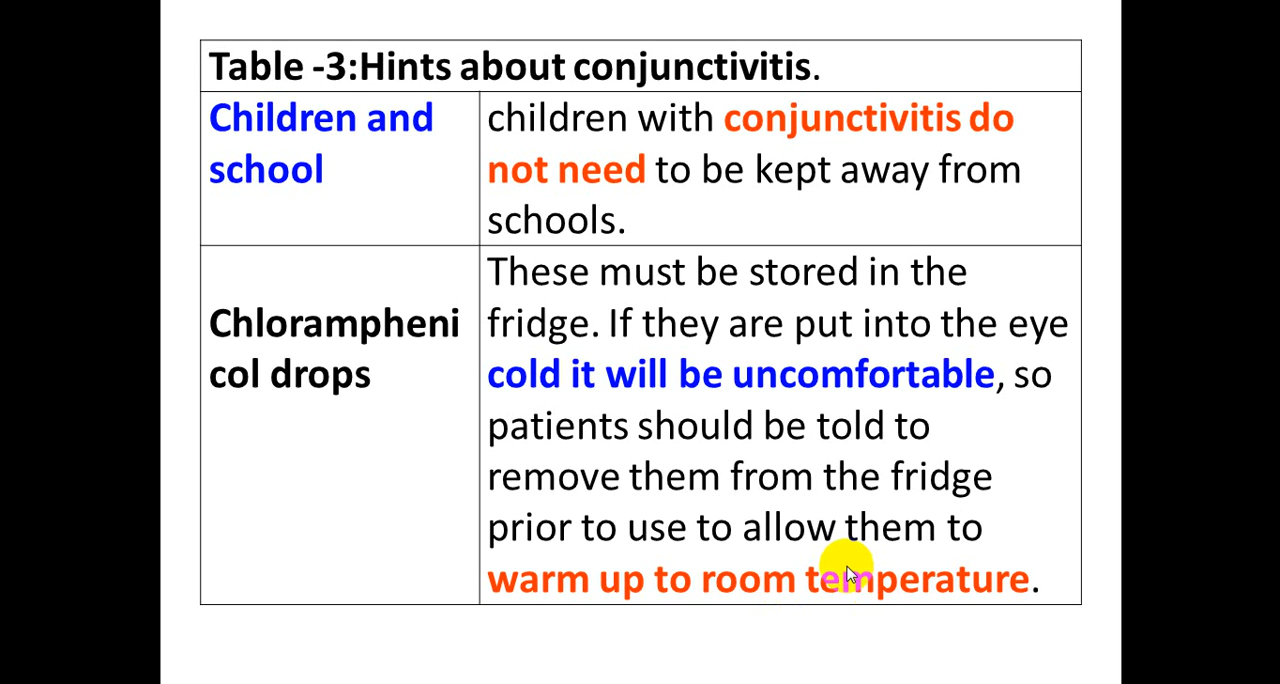 Table -3:Hints about conjunctivitis.
Children and
school
children with conjunctivitis do
not need to be kept away from
schools.
Chlorampheni
col drops
These must be stored in the
fridge. If they are put into the eye
cold it will be uncomfortable, so
patients should be told to
remove them from the fridge
prior to use to allow them to
warm up to room temperature.